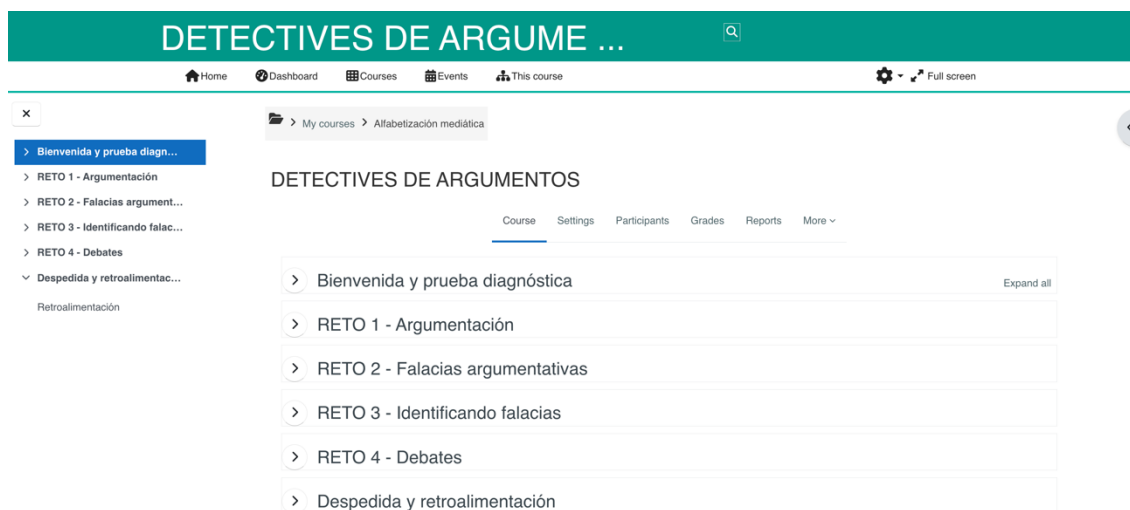 DETECTIVES DE ARGUME ...
Home Dashboard Courses Events This course Full screen
My courses Alfabetización mediática
Bienvenida y prueba diagn...
RETO 1 - Argumentación
RETO 2 - Falacias argument...
RETO 3 - Identificando falac...
RETO 4 - Debates
Despedida y retroalimentac...
Retroalimentación
DETECTIVES DE ARGUMENTOS
Course Settings Participants Grades Reports More
Bienvenida y prueba diagnóstica Expand all
RETO 1 - Argumentación
RETO 2 - Falacias argumentativas
RETO 3 - Identificando falacias
RETO 4 - Debates
Despedida y retroalimentación